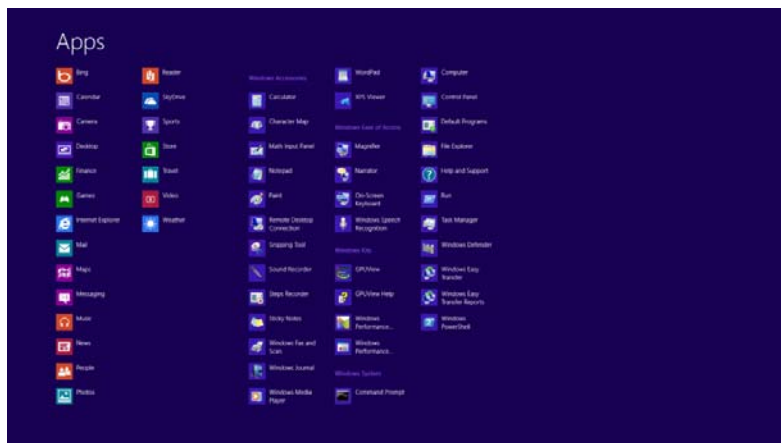 Apps
Bing
Calendar
Camera
Desktop
Finance
Games
Internet Explorer
Mail
Maps
Messaging
Music
News
People
Photos
Reader
SkyDrive
Sports
Store
Travel
Video
Weather
Windows Accessories
Calculator
Character Map
Math Input Panel
Notepad
Paint
Remote Desktop
Connection
Snipping Tool
Sound Recorder
Steps Recorder
Sticky Notes
Windows Fax and
Scan
Windows Journal
Windows Media
Player
WordPad
XPS Viewer
Windows Ease of Access
Magnifier
Narrator
On-Screen
Keyboard
Windows Speech
Recognition
Windows Kits
GPUView
GPUView Help
Windows
Performance...
Windows
Performance...
Windows System
Command Prompt
Computer
Control Panel
Default Programs
File Explorer
Help and Support
Run
Task Manager
Windows Defender
Windows Easy
Transfer
Windows Easy
Transfer Reports
Windows
PowerShell